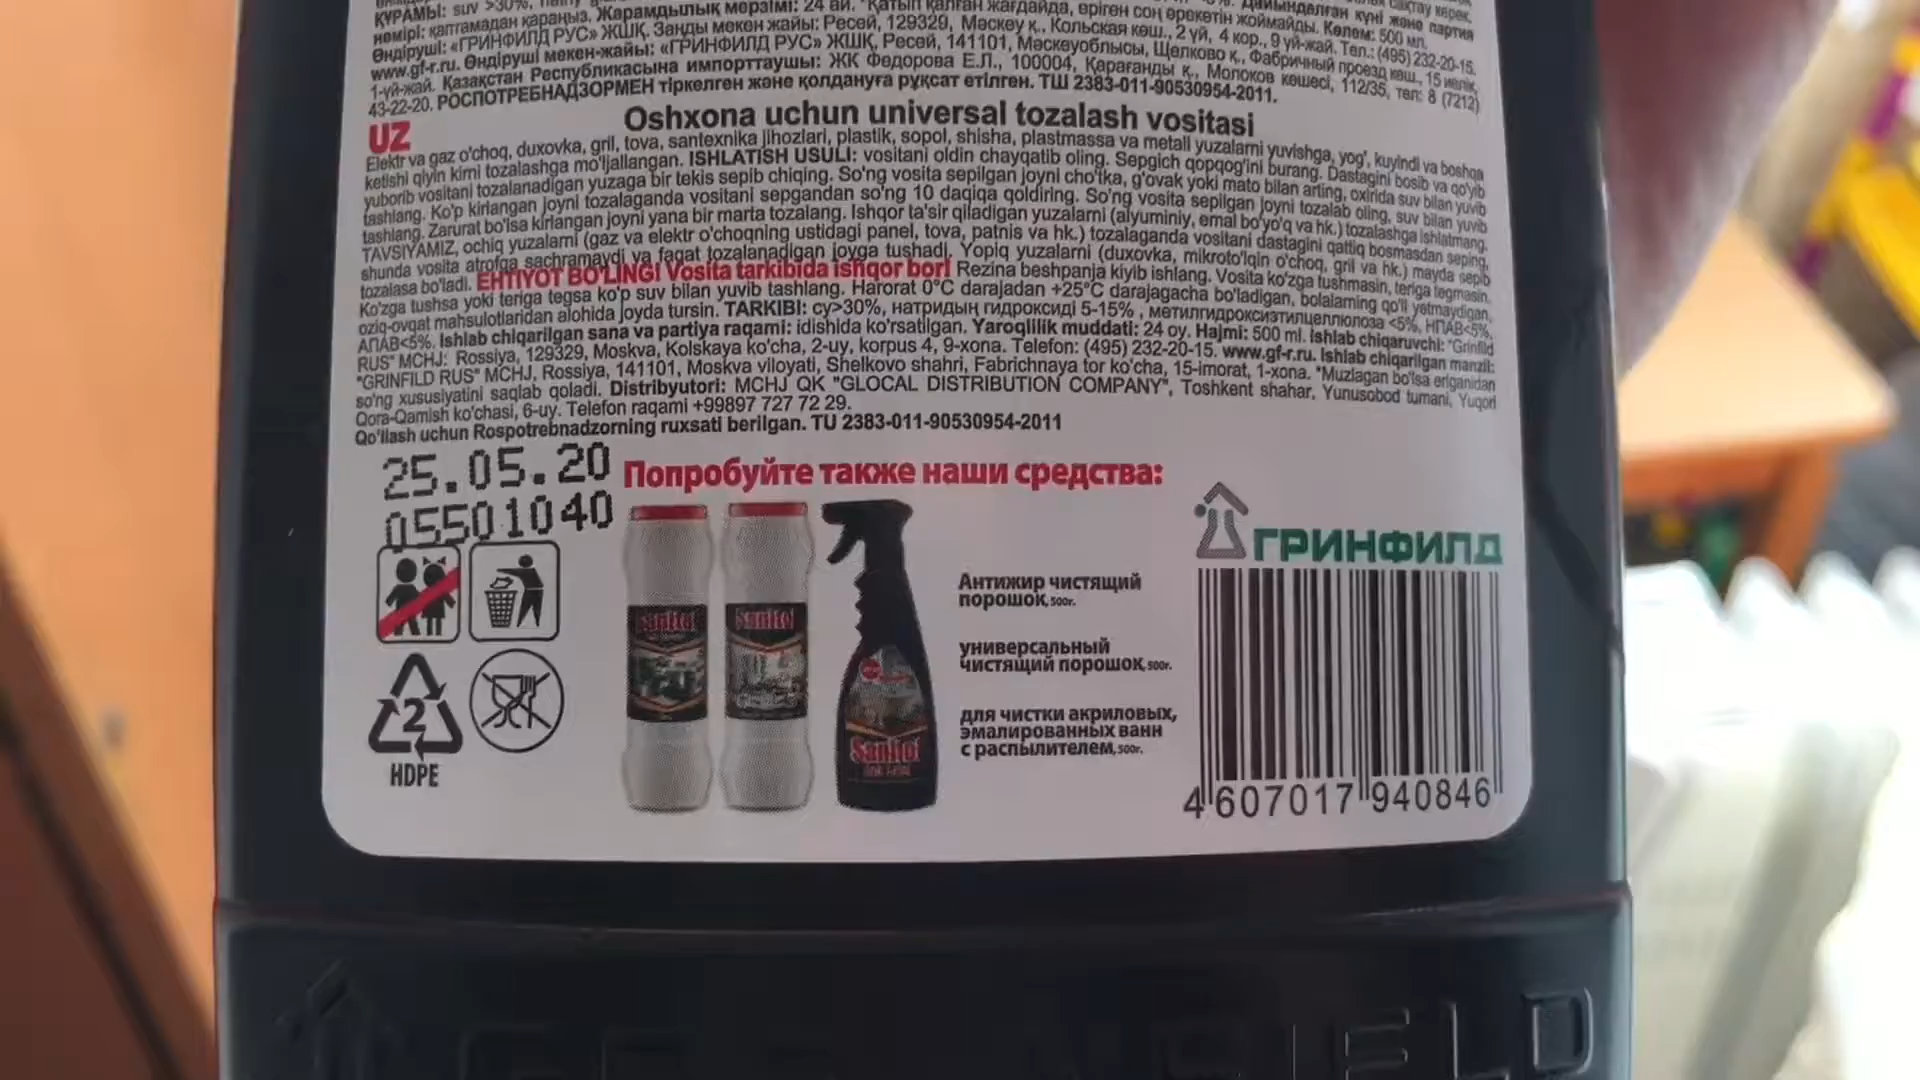 ҚҰРАМЫ: suv >30%,
нөмірі: қаптамадан қараңыз. Жарамдылық мерзімі: 24 ай. *Қатып қалған жағдайда, еріген соң әрекетін жоймайды. Көлем: 500 мл.
Өндіруші: «ГРИНФИЛД РУС» ЖШҚ. Заңды мекен жайы: Ресей, 129329, Мәскеу қ., Кольская көш., 2 үй, 4 кор., 9 үй-жай. Тел.: (495) 232-20-15.
www.gf-r.ru. Өндіруші мекен-жайы: «ГРИНФИЛД РУС» ЖШҚ, Ресей, 141101, Мәскеуоблысы, Щелково қ., Фабричный проезд көш., 15 иелік,
1-үй-жай. Қазақстан Республикасына импорттаушы: ЖК Федорова Е.Л., 100004, Қарағанды қ., Молоков көшесі, 112/35, тел: 8 (7212)
43-22-20. РОСПОТРЕБНАДЗОРМЕН тіркелген және қолдануға рұқсат етілген. ТШ 2383-011-90530954-2011.
UZ Oshxona uchun universal tozalash vositasi
Elektr va gaz o'choq, duxovka, gril, tova, santexnika jihozlari, plastik, sopol, shisha, plastmassa va metall yuzalarni yuvishga, yog', kuyindi va boshqa
ketishi qiyin kirni tozalashga mo'ljallangan. ISHLATISH USULI: vositani oldin chayqatib oling. Sepgich qopqog'ini burang. Dastagini bosib va qo'yib
yuborib vositani tozalanadigan yuzaga bir tekis sepib chiqing. So'ng vosita sepilgan joyni cho'tka, g'ovak yoki mato bilan arting, oxirida suv bilan yuvib
tashlang. Ko'p kirlangan joyni tozalaganda vositani sepgandan so'ng 10 daqiqa qoldiring. So'ng vosita sepilgan joyni tozalab oling, suv bilan yuvib
tashlang. Zarurat bo'lsa kirlangan joyni yana bir marta tozalang. Ishqor ta'sir qiladigan yuzalarni (alyuminiy, emal bo'yo'q va hk.) tozalashga ishlatmang.
TAVSIYAMIZ, ochiq yuzalarni (gaz va elektr o'choqning ustidagi panel, tova, patnis va hk.) tozalaganda vositani dastagini qattiq bosmasdan seping,
shunda vosita atrofga sachramaydi va faqat tozalanadigan joyga tushadi. Yopiq yuzalarni (duxovka, mikroto'lqin o'choq, gril va hk.) mayda sepib
tozalasa bo'ladi. EHTIYOT BO'LING! Vosita tarkibida ishqor bor! Rezina beshpanja kiyib ishlang. Vosita ko'zga tushmasin, teriga tegmasin.
Ko'zga tushsa yoki teriga tegsa ko'p suv bilan yuvib tashlang. Harorat 0°C darajadan +25°C darajagacha bo'ladigan, bolalarning qo'li yetmaydigan,
oziq-ovqat mahsulotlaridan alohida joyda tursin. TARKIBI: су>30%, натридың гидроксиді 5-15% , метилгидроксиэтилцеллюлоза <5%, НПАВ<5%,
АПАВ<5%. Ishlab chiqarilgan sana va partiya raqami: idishida ko'rsatilgan. Yaroqlilik muddati: 24 oy. Hajmi: 500 ml. Ishlab chiqaruvchi: "Grinfild
RUS" MCHJ: Rossiya, 129329, Moskva, Kolskaya ko'cha, 2-uy, korpus 4, 9-xona. Telefon: (495) 232-20-15. www.gf-r.ru. Ishlab chiqarilgan manzil:
"GRINFILD RUS" MCHJ, Rossiya, 141101, Moskva viloyati, Shelkovo shahri, Fabrichnaya tor ko'cha, 15-imorat, 1-xona. *Muzlagan bo'lsa eriganidan
so'ng xususiyatini saqlab qoladi. Distribyutori: MCHJ QK "GLOCAL DISTRIBUTION COMPANY", Toshkent shahar, Yunusobod tumani, Yuqori
Qora-Qamish ko'chasi, 6-uy. Telefon raqami +99897 727 72 29.
Qo'llash uchun Rospotrebnadzorning ruxsati berilgan. TU 2383-011-90530954-2011
25.05.20
05501040
Попробуйте также наши средства:
Sanitol
Sanitol
Sanitol
Антижир чистящий
порошок, 500г.
универсальный
чистящий порошок, 500г.
для чистки акриловых,
эмалированных ванн
с распылителем, 500г.
2
HDPE
ГРИНФИЛД
4 607017 940846